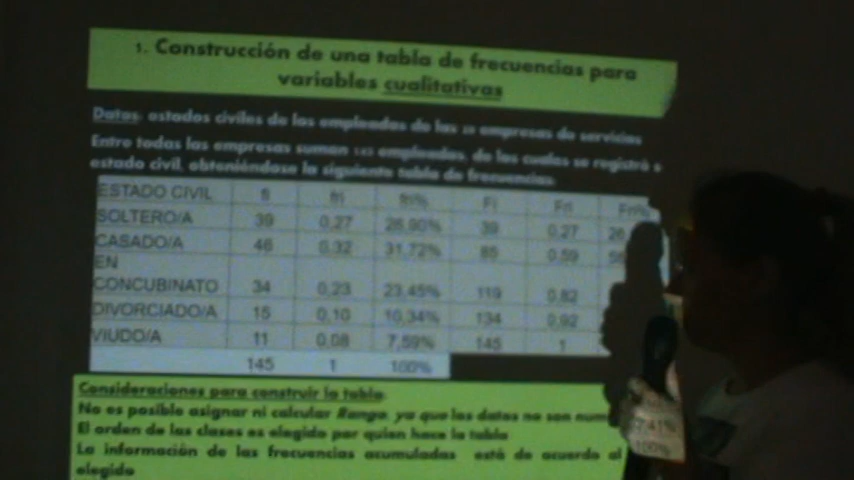 1. Construcción de una tabla de frecuencias para
variables cualitativas
Datos: estados civiles de los empleados de las empresas de servicios
Entre todas las empresas suman empleados, de los cuales se registró
estado civil, obteniéndose la siguiente tabla de frecuencias:
ESTADO CIVIL fi fri fri% Fi Fri Fri%
SOLTERO/A 39 0,27 26,90% 39 0,27 26
CASADO/A 46 0,32 31,72% 85 0,59
EN
CONCUBINATO 34 0,23 23,45% 119 0,82
DIVORCIADO/A 15 0,10 10,34% 134 0,92
VIUDO/A 11 0,08 7,59% 145 1
145 1 100%
Consideraciones para construir la tabla:
No es posible asignar ni calcular Rango, ya que los datos no son
El orden de las clases es elegido por quien hace la tabla
La información de las frecuencias acumuladas está de acuerdo al
elegido
100%